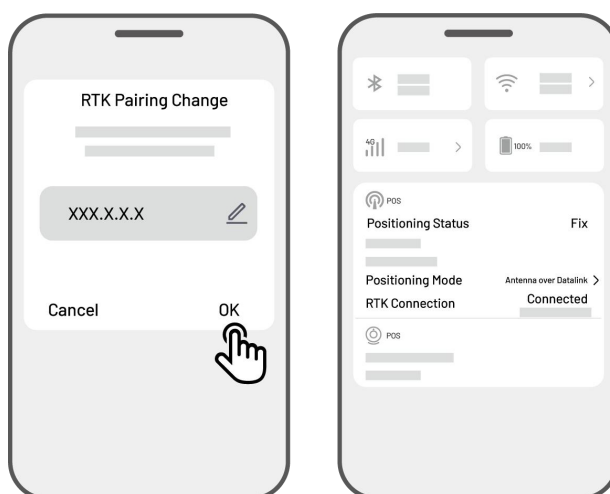 RTK Pairing Change
XXX.X.X.X
Cancel OK
4G
100%
POS
Positioning Status Fix
Positioning Mode Antenna over Datalink >
RTK Connection Connected
POS